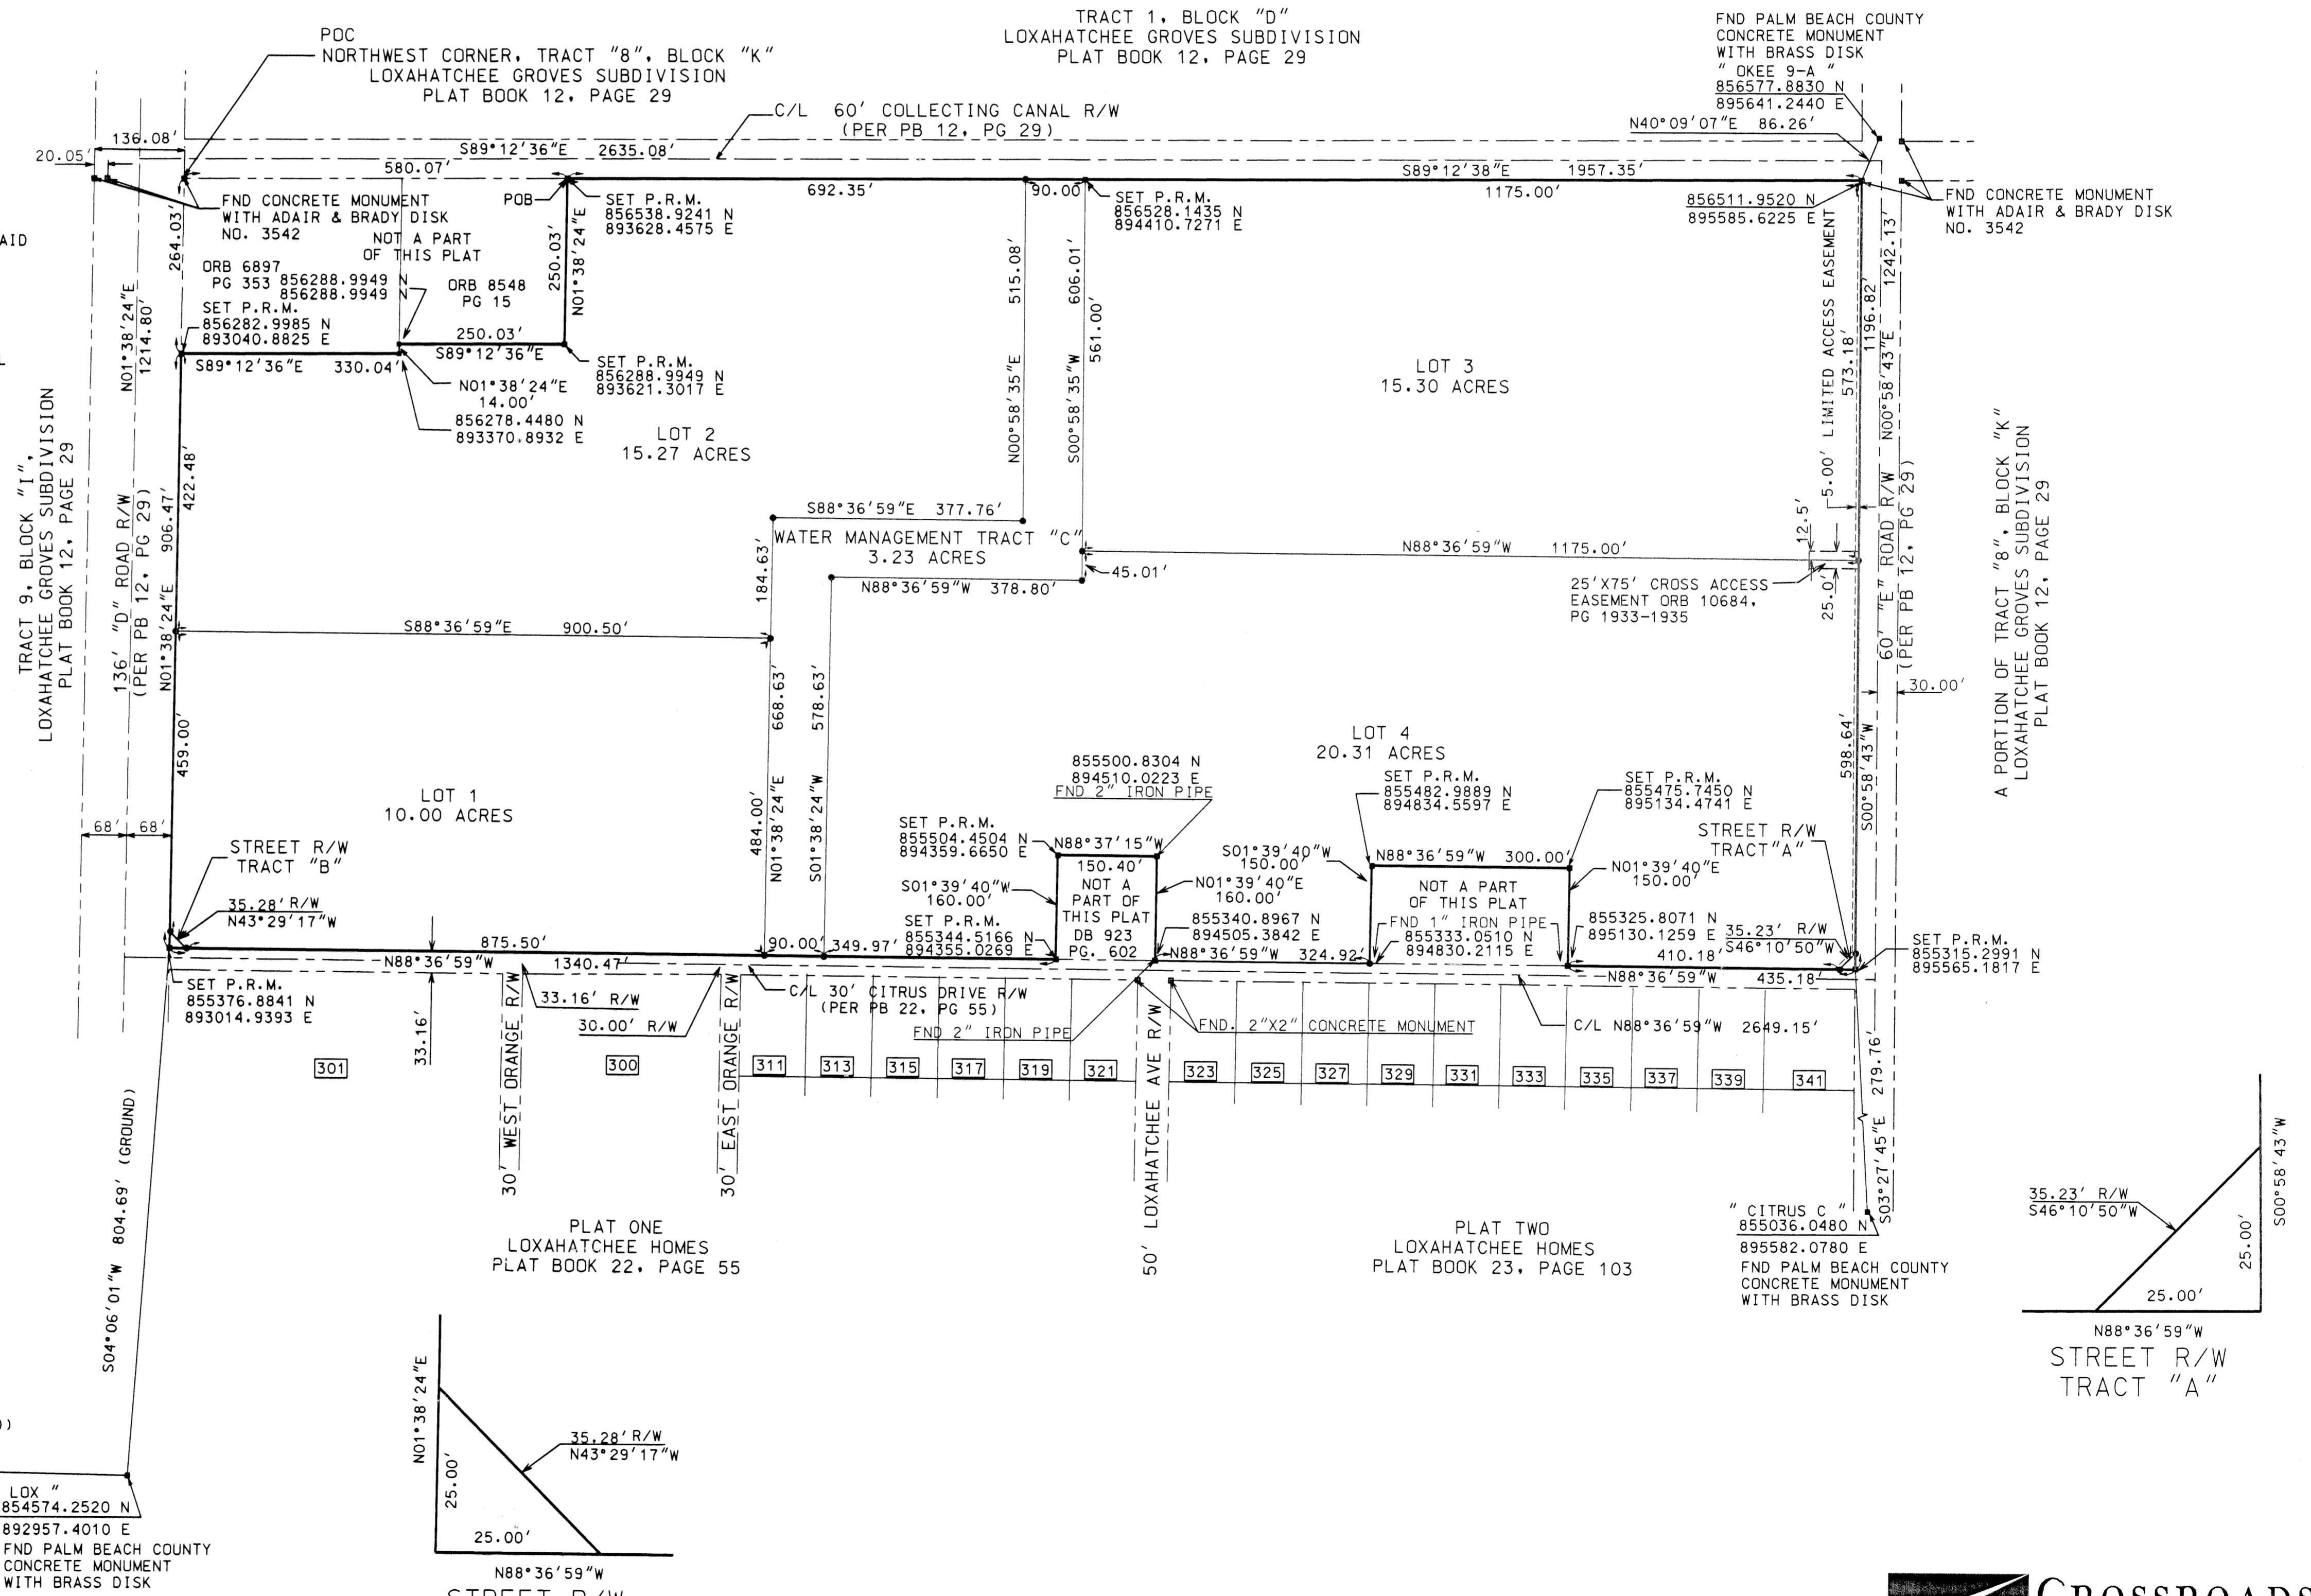 TRACT 1, BLOCK "D"
LOXAHATCHEE GROVES SUBDIVISION
PLAT BOOK 12, PAGE 29
POC
NORTHWEST CORNER, TRACT "8", BLOCK "K"
LOXAHATCHEE GROVES SUBDIVISION
PLAT BOOK 12, PAGE 29
FND PALM BEACH COUNTY
CONCRETE MONUMENT
WITH BRASS DISK
" OKEE 9-A "
856577.8830 N
895641.2440 E
C/L 60' COLLECTING CANAL R/W
(PER PB 12, PG 29)
N40°09'07"E 86.26'
136.08'
20.05'
S89°12'36"E 2635.08'
580.07'
692.35'
90.00'
S89°12'38"E 1957.35'
1175.00'
FND CONCRETE MONUMENT
WITH ADAIR & BRADY DISK
NO. 3542
NOT A PART
OF THIS PLAT
POB
SET P.R.M.
856538.9241 N
893628.4575 E
SET P.R.M.
856528.1435 N
894410.7271 E
856511.9520 N
895585.6225 E
FND CONCRETE MONUMENT
WITH ADAIR & BRADY DISK
NO. 3542
AID
264.03'
250.03'
N01°38'24"E
515.08'
606.01'
561.00'
N00°58'35"E
S00°58'35"W
5.00' LIMITED ACCESS EASEMENT
573.18'
1196.82'
1242.13'
N00°58'43"E
N01°38'24"E
1214.80'
ORB 6897
PG 353
856288.9949 N
856288.9949 N
ORB 8548
PG 15
SET P.R.M.
856282.9985 N
893040.8825 E
250.03'
S89°12'36"E
S89°12'36"E 330.04'
N01°38'24"E
14.00'
856278.4480 N
893370.8932 E
SET P.R.M.
856288.9949 N
893621.3017 E
LOT 2
15.27 ACRES
LOT 3
15.30 ACRES
TRACT 9, BLOCK "I",
LOXAHATCHEE GROVES SUBDIVISION
PLAT BOOK 12, PAGE 29
136' "D" ROAD R/W
(PER PB 12, PG 29)
N01°38'24"E 906.47'
422.48'
459.00'
S88°36'59"E 377.76'
WATER MANAGEMENT TRACT "C"
3.23 ACRES
N88°36'59"W 378.80'
45.01'
184.63'
N88°36'59"W 1175.00'
12.5'
25.0'
25'X75' CROSS ACCESS
EASEMENT ORB 10684,
PG 1933-1935
60' "E" ROAD R/W
(PER PB 12, PG 29)
30.00'
A PORTION OF TRACT "8", BLOCK "K"
LOXAHATCHEE GROVES SUBDIVISION
PLAT BOOK 12, PAGE 29
S88°36'59"E 900.50'
668.63'
578.63'
484.00'
N01°38'24"E
S01°38'24"W
598.64'
S00°58'43"W
LOT 4
20.31 ACRES
LOT 1
10.00 ACRES
68'
68'
STREET R/W
TRACT "B"
35.28' R/W
N43°29'17"W
855500.8304 N
894510.0223 E
FND 2" IRON PIPE
SET P.R.M.
855504.4504 N
894359.6650 E
N88°37'15"W
150.40'
NOT A
PART OF
THIS PLAT
DB 923
PG. 602
S01°39'40"W
160.00'
N01°39'40"E
160.00'
SET P.R.M.
855344.5166 N
894355.0269 E
855340.8967 N
894505.3842 E
SET P.R.M.
855482.9889 N
894834.5597 E
SET P.R.M.
855475.7450 N
895134.4741 E
S01°39'40"W
150.00'
N88°36'59"W 300.00'
NOT A PART
OF THIS PLAT
FND 1" IRON PIPE
855333.0510 N
894830.2115 E
N01°39'40"E
150.00'
855325.8071 N
895130.1259 E
STREET R/W
TRACT"A"
35.23' R/W
S46°10'50"W
SET P.R.M.
855315.2991 N
895565.1817 E
875.50'
90.00'
349.97'
N88°36'59"W 1340.47'
N88°36'59"W 324.92'
410.18'
N88°36'59"W 435.18'
SET P.R.M.
855376.8841 N
893014.9393 E
33.16'
33.16' R/W
30.00' R/W
C/L 30' CITRUS DRIVE R/W
(PER PB 22, PG 55)
FND 2" IRON PIPE
FND. 2"X2" CONCRETE MONUMENT
C/L N88°36'59"W 2649.15'
301
300
311
313
315
317
319
321
323
325
327
329
331
333
335
337
339
341
30' WEST ORANGE R/W
30' EAST ORANGE R/W
50' LOXAHATCHEE AVE R/W
S03°27'45"E 279.76'
S04°06'01"W 804.69' (GROUND)
PLAT ONE
LOXAHATCHEE HOMES
PLAT BOOK 22, PAGE 55
PLAT TWO
LOXAHATCHEE HOMES
PLAT BOOK 23, PAGE 103
" CITRUS C "
855036.0480 N
895582.0780 E
FND PALM BEACH COUNTY
CONCRETE MONUMENT
WITH BRASS DISK
35.23' R/W
S46°10'50"W
25.00'
S00°58'43"W
25.00'
N88°36'59"W
STREET R/W
TRACT "A"
N01°38'24"E
25.00'
35.28' R/W
N43°29'17"W
25.00'
N88°36'59"W
STREET R/W
LOX "
854574.2520 N
892957.4010 E
FND PALM BEACH COUNTY
CONCRETE MONUMENT
WITH BRASS DISK
CROSSROADS